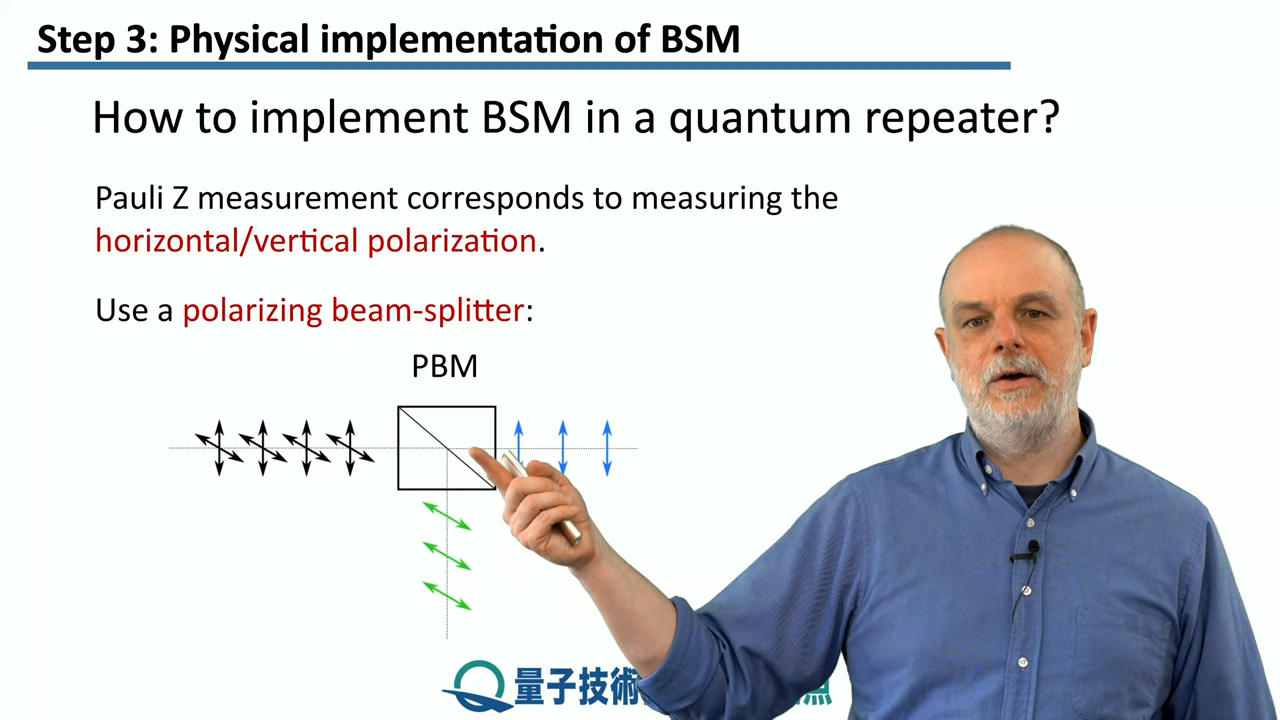 Step 3: Physical implementation of BSM
How to implement BSM in a quantum repeater?
Pauli Z measurement corresponds to measuring the
horizontal/vertical polarization.
Use a polarizing beam-splitter:
PBM
量子技術
点